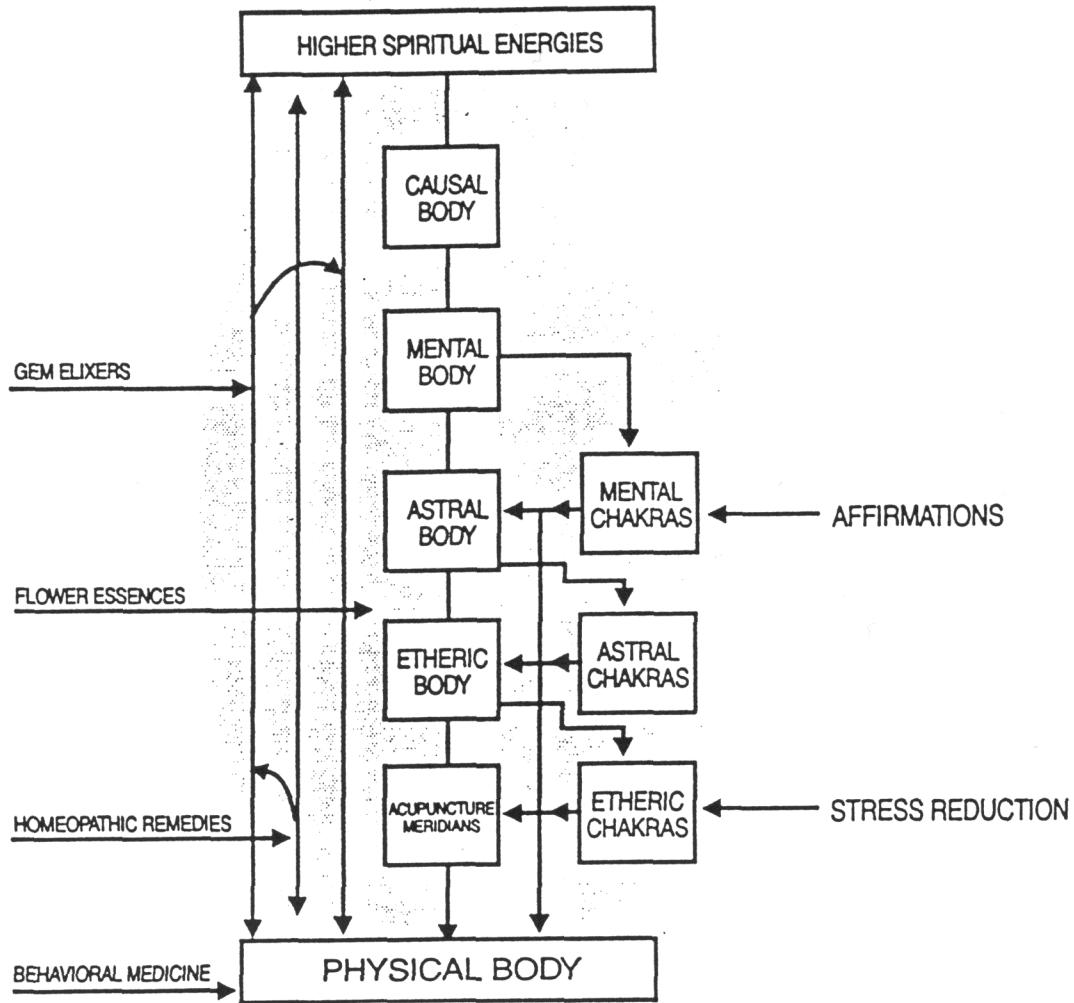 HIGHER SPIRITUAL ENERGIES
CAUSAL
BODY
MENTAL
BODY
GEM ELIXERS
ASTRAL
BODY
MENTAL
CHAKRAS
AFFIRMATIONS
FLOWER ESSENCES
ETHERIC
BODY
ASTRAL
CHAKRAS
ACUPUNCTURE
MERIDIANS
ETHERIC
CHAKRAS
STRESS REDUCTION
HOMEOPATHIC REMEDIES
BEHAVIORAL MEDICINE
PHYSICAL BODY